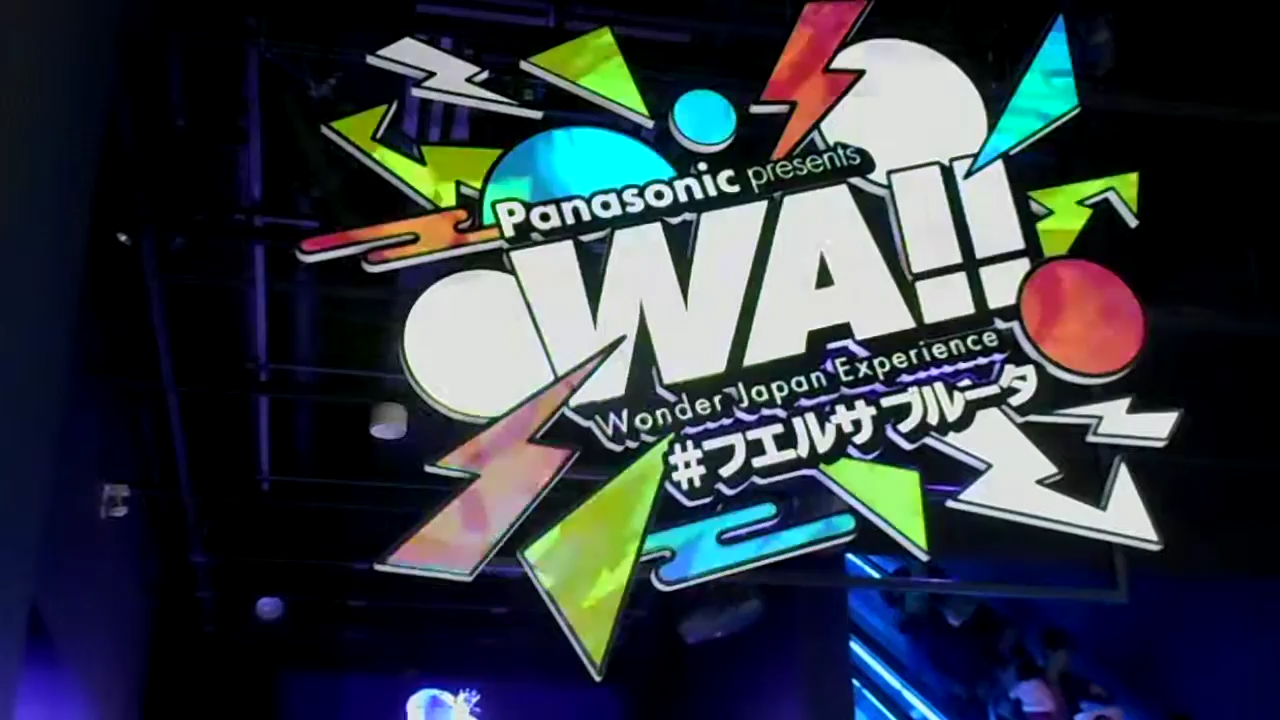 Panasonic presents
WA!!
Wonder Japan Experience
#フエルサブルータ